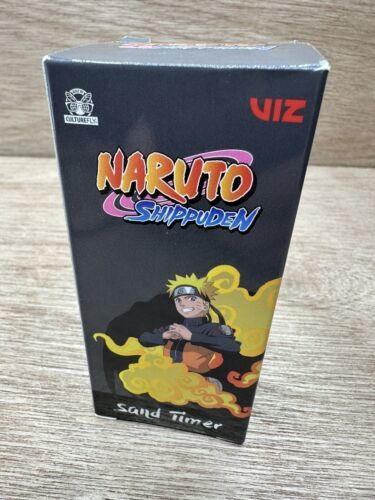 CULTUREFLY
VIZ
NARUTO
SHIPPUDEN
Sand Timer